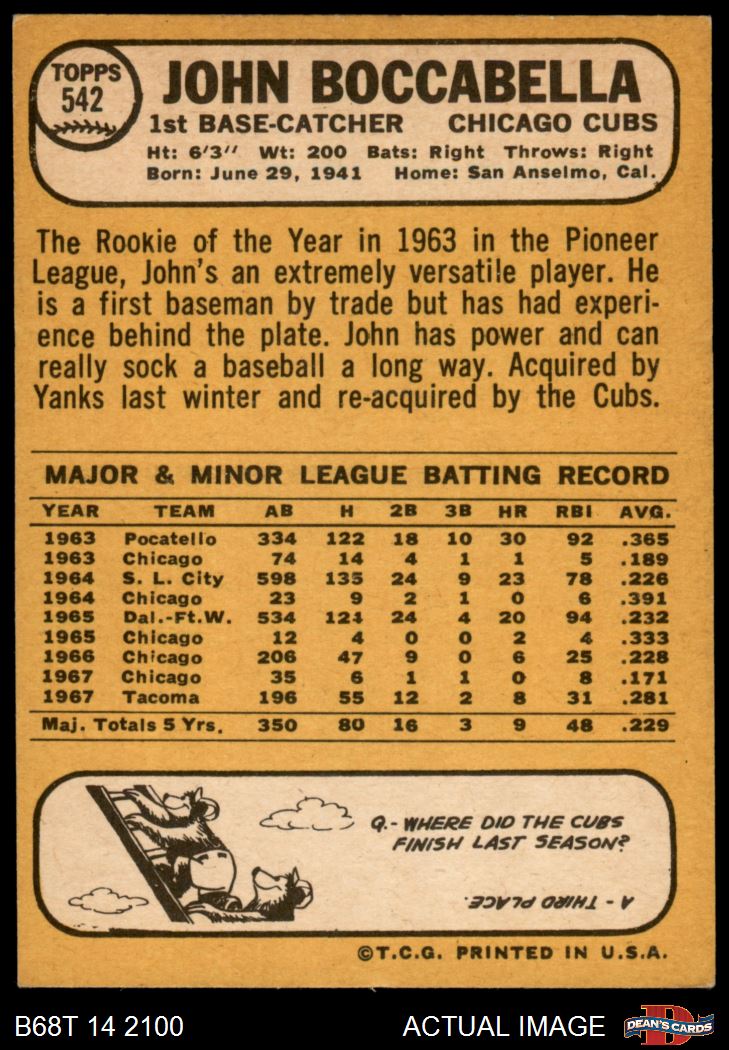 TOPPS
542
JOHN BOCCABELLA
1st BASE-CATCHER CHICAGO CUBS
Ht: 6'3'' Wt: 200 Bats: Right Throws: Right
Born: June 29, 1941 Home: San Anselmo, Cal.
The Rookie of the Year in 1963 in the Pioneer
League, John's an extremely versatile player. He
is a first baseman by trade but has had experi-
ence behind the plate. John has power and can
really sock a baseball a long way. Acquired by
Yanks last winter and re-acquired by the Cubs.
MAJOR & MINOR LEAGUE BATTING RECORD
YEAR TEAM AB H 2B 3B HR RBI AVG.
1963 Pocatello 334 122 18 10 30 92 .365
1963 Chicago 74 14 4 1 1 5 .189
1964 S. L. City 598 135 24 9 23 78 .226
1964 Chicago 23 9 2 1 0 6 .391
1965 Dal.-Ft.W. 534 124 24 4 20 94 .232
1965 Chicago 12 4 0 0 2 4 .333
1966 Chicago 206 47 9 0 6 25 .228
1967 Chicago 35 6 1 1 0 8 .171
1967 Tacoma 196 55 12 2 8 31 .281
Maj. Totals 5 Yrs. 350 80 16 3 9 48 .229
Q.- WHERE DID THE CUBS
FINISH LAST SEASON?
A - THIRD PLACE.
©T.C.G. PRINTED IN U.S.A.
B68T 14 2100 ACTUAL IMAGE
D
DEAN'S CARDS